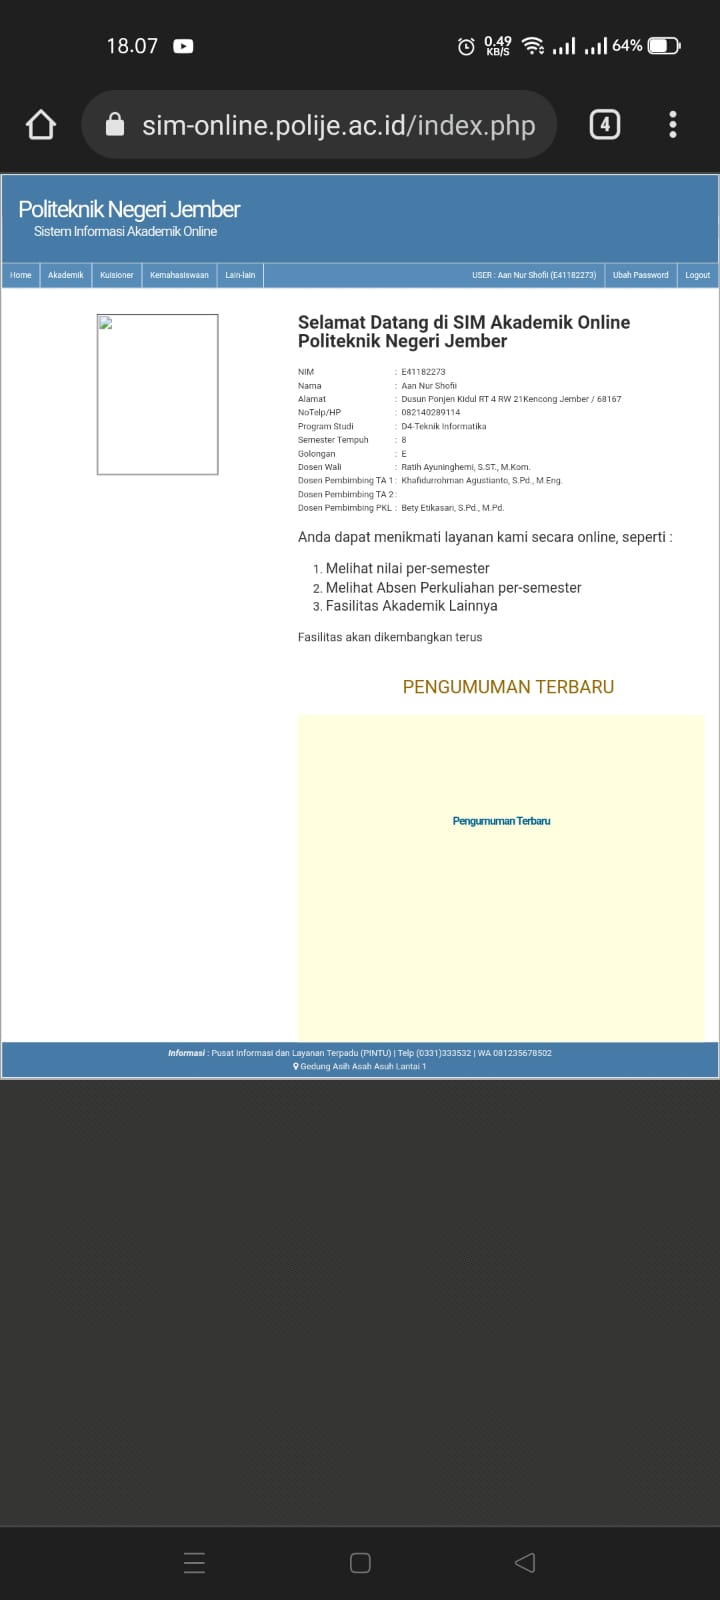 18.07
0.49
KB/S
64%
sim-online.polije.ac.id/index.php
4
Politeknik Negeri Jember
Sistem Informasi Akademik Online
Home Akademik Kuisioner Kemahasiswaan Lain-lain USER : Aan Nur Shofii (E41182273) Ubah Password Logout
Selamat Datang di SIM Akademik Online
Politeknik Negeri Jember
NIM : E41182273
Nama : Aan Nur Shofii
Alamat : Dusun Ponjen Kidul RT 4 RW 21Kencong Jember / 68167
NoTelp/HP : 082140289114
Program Studi : D4-Teknik Informatika
Semester Tempuh : 8
Golongan : E
Dosen Wali : Ratih Ayuninghemi, S.ST., M.Kom.
Dosen Pembimbing TA 1 : Khafidurrohman Agustianto, S.Pd., M.Eng.
Dosen Pembimbing TA 2 :
Dosen Pembimbing PKL : Bety Etikasari, S.Pd., M.Pd.
Anda dapat menikmati layanan kami secara online, seperti :
1. Melihat nilai per-semester
2. Melihat Absen Perkuliahan per-semester
3. Fasilitas Akademik Lainnya
Fasilitas akan dikembangkan terus
PENGUMUMAN TERBARU
Pengumuman Terbaru
Informasi : Pusat Informasi dan Layanan Terpadu (PINTU) | Telp (0331)333532 | WA 081235678502
Gedung Asih Asah Asuh Lantai 1